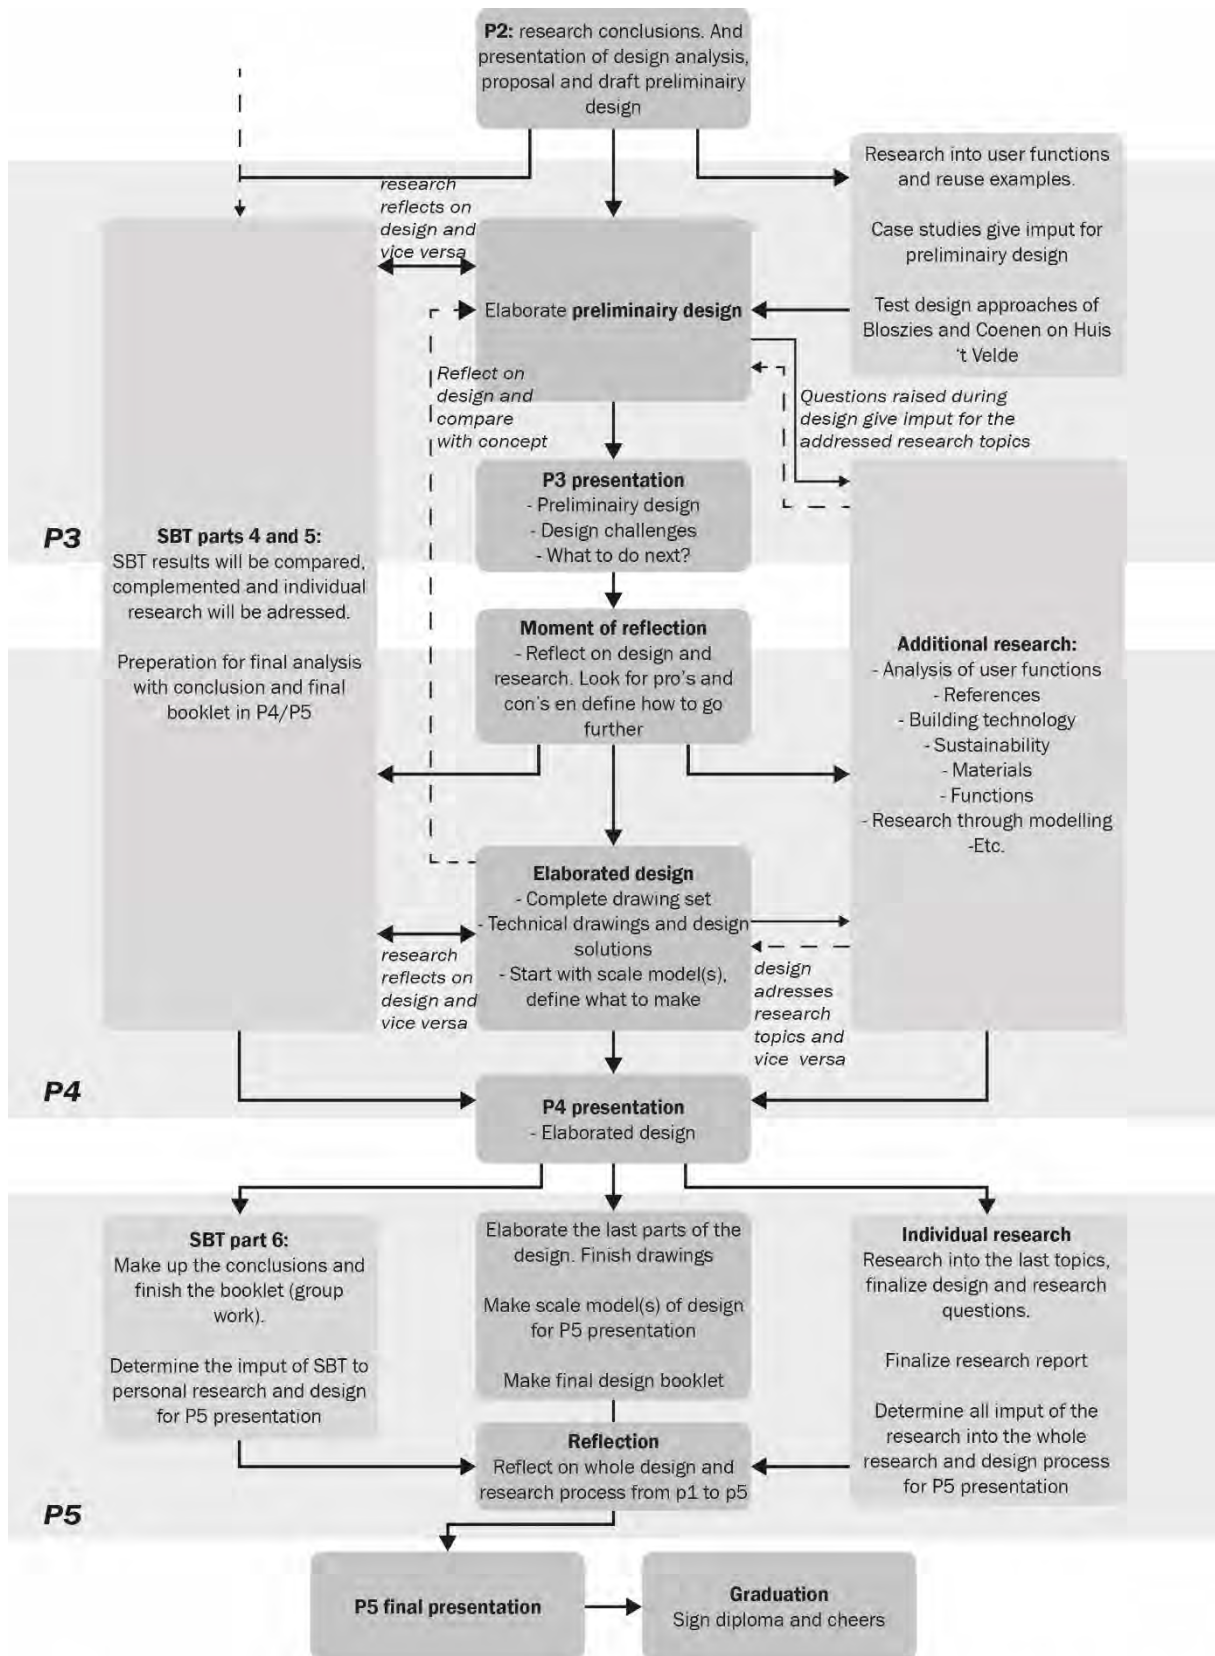 P2: research conclusions. And
presentation of design analysis,
proposal and draft preliminairy
design
research
reflects on
design and
vice versa
Elaborate preliminairy design
Research into user functions
and reuse examples.
Case studies give imput for
preliminairy design
Test design approaches of
Bloszies and Coenen on Huis
‘t Velde
Reflect on
design and
compare
with concept
Questions raised during
design give imput for the
addressed research topics
P3 presentation
- Preliminairy design
- Design challenges
- What to do next?
P3
SBT parts 4 and 5:
SBT results will be compared,
complemented and individual
research will be adressed.
Preperation for final analysis
with conclusion and final
booklet in P4/P5
Moment of reflection
- Reflect on design and
research. Look for pro's and
con's en define how to go
further
Additional research:
- Analysis of user functions
- References
- Building technology
- Sustainability
- Materials
- Functions
- Research through modelling
-Etc.
Elaborated design
- Complete drawing set
- Technical drawings and design
solutions
- Start with scale model(s),
define what to make
research
reflects on
design and
vice versa
design
adresses
research
topics and
vice versa
P4
P4 presentation
- Elaborated design
SBT part 6:
Make up the conclusions and
finish the booklet (group
work).
Determine the imput of SBT to
personal research and design
for P5 presentation
Elaborate the last parts of the
design. Finish drawings
Make scale model(s) of design
for P5 presentation
Make final design booklet
Individual research
Research into the last topics,
finalize design and research
questions.
Finalize research report
Determine all imput of the
research into the whole
research and design process
for P5 presentation
Reflection
Reflect on whole design and
research process from p1 to p5
P5
P5 final presentation
Graduation
Sign diploma and cheers